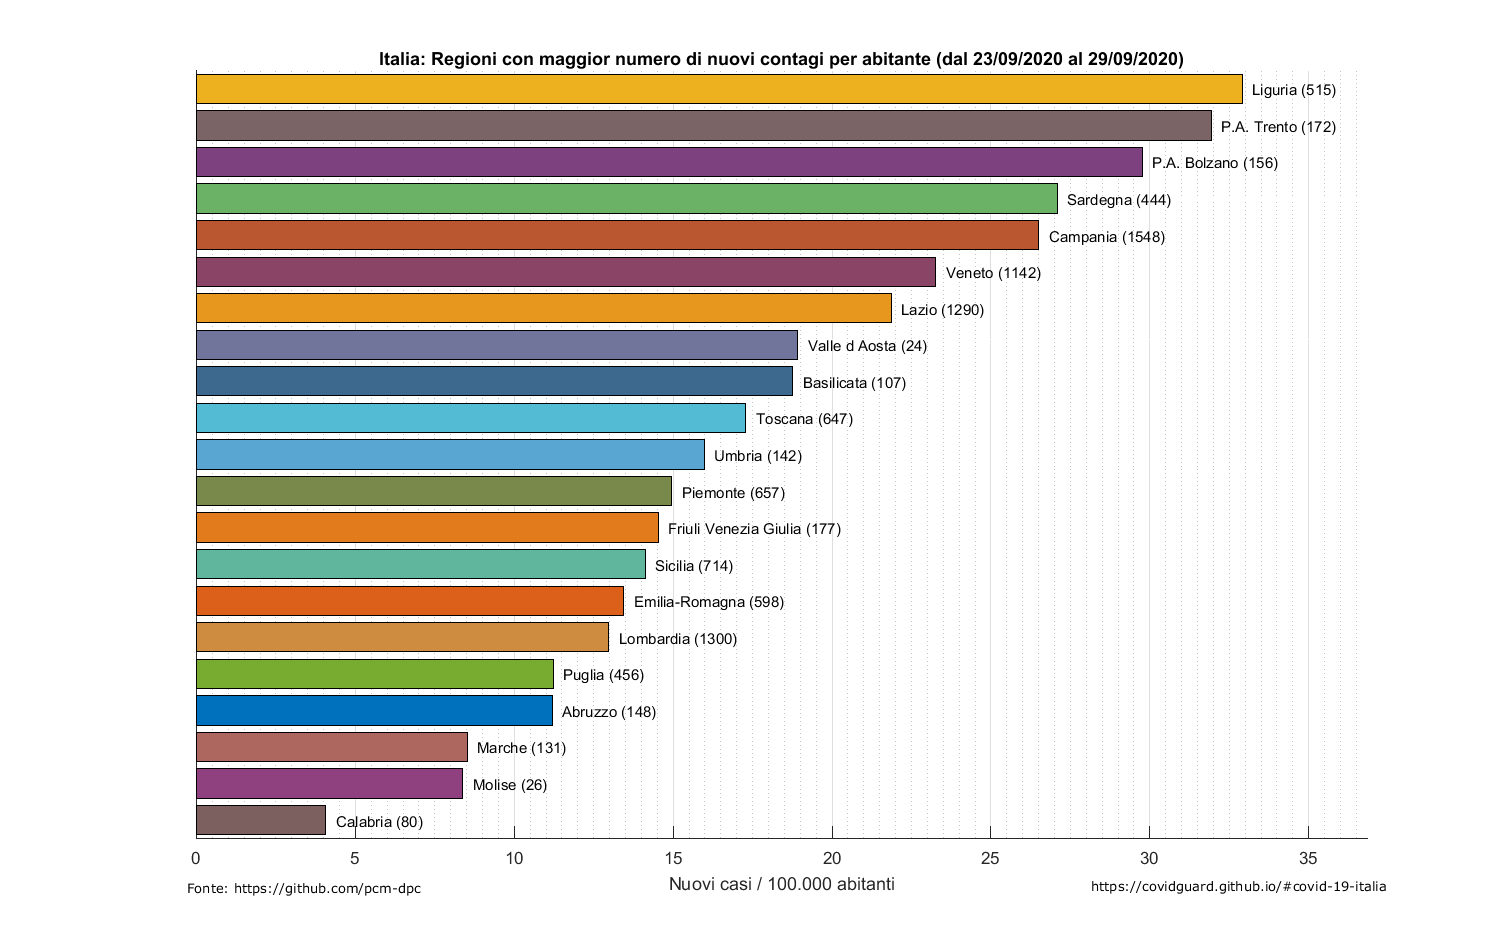 Italia: Regioni con maggior numero di nuovi contagi per abitante (dal 23/09/2020 al 29/09/2020)
Liguria (515)
P.A. Trento (172)
P.A. Bolzano (156)
Sardegna (444)
Campania (1548)
Veneto (1142)
Lazio (1290)
Valle d Aosta (24)
Basilicata (107)
Toscana (647)
Umbria (142)
Piemonte (657)
Friuli Venezia Giulia (177)
Sicilia (714)
Emilia-Romagna (598)
Lombardia (1300)
Puglia (456)
Abruzzo (148)
Marche (131)
Molise (26)
Calabria (80)
0 5 10 15 20 25 30 35
Nuovi casi / 100.000 abitanti
Fonte: https://github.com/pcm-dpc
https://covidguard.github.io/#covid-19-italia